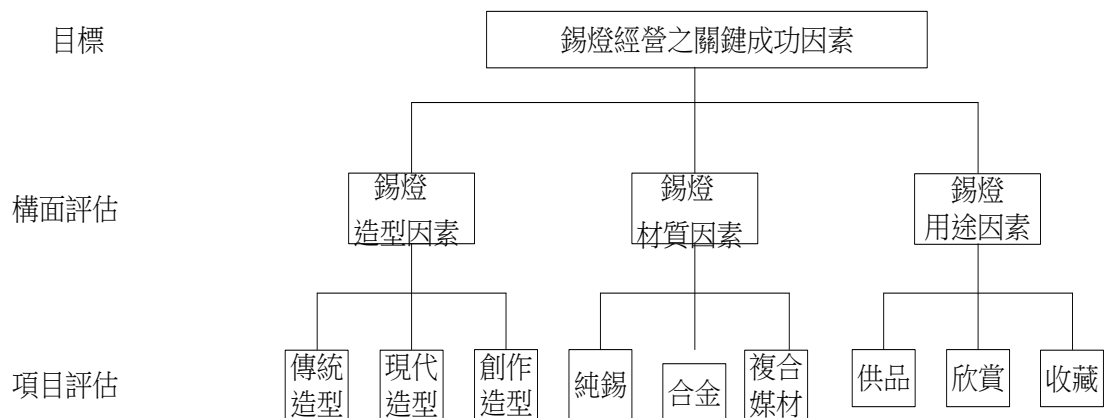 目標
錫燈經營之關鍵成功因素
構面評估
錫燈
造型因素
錫燈
材質因素
錫燈
用途因素
項目評估
傳統
造型
現代
造型
創作
造型
純錫
合金
複合
媒材
供品
欣賞
收藏